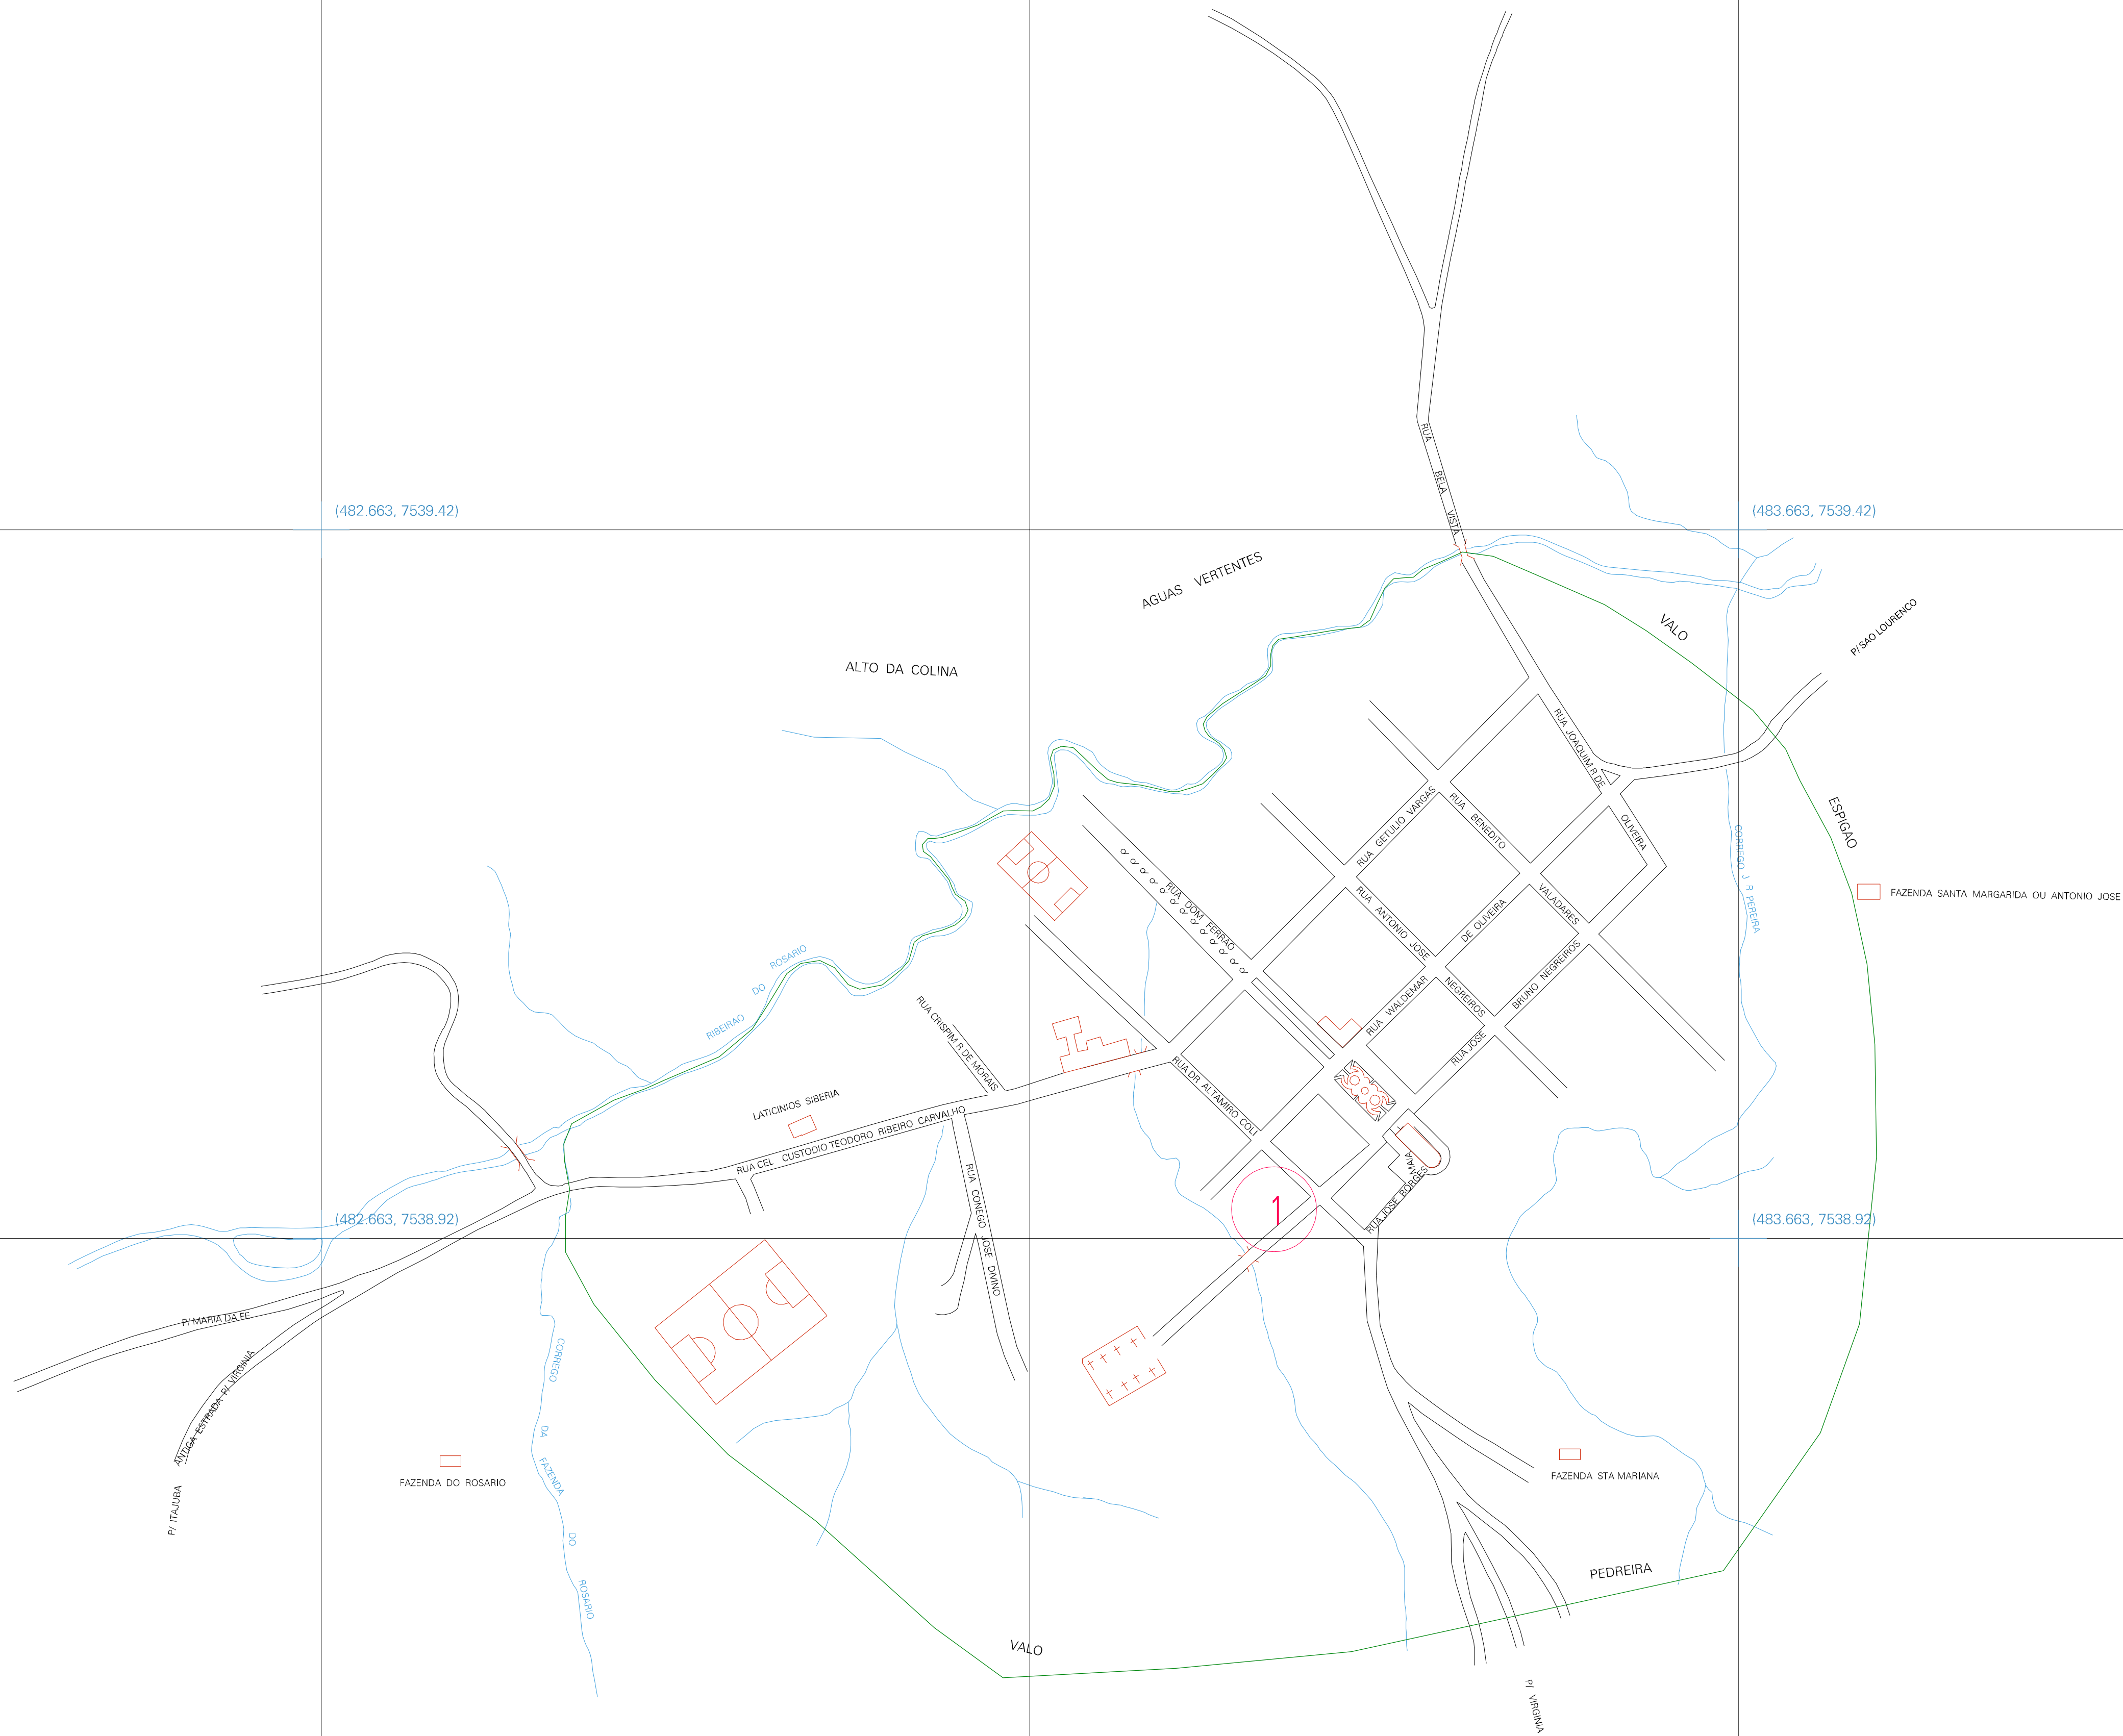 RUA BELA VISTA
(482.663, 7539.42)
(483.663, 7539.42)
AGUAS VERTENTES
VALO
P/ SAO LOURENCO
ALTO DA COLINA
RUA JOAQUIM R DE OLIVEIRA
RUA GETULIO VARGAS
RUA BENEDITO VALADARES
ESPIGAO
CORREGO J R PEREIRA
FAZENDA SANTA MARGARIDA OU ANTONIO JOSE
RUA DOM FERRAO
RUA ANTONIO JOSE NEGREIROS
RUA WALDEMAR DE OLIVEIRA
RUA JOSE BRUNO NEGREIROS
RIBEIRAO DO ROSARIO
RUA CRISPIM R DE MORAIS
RUA DR ALTAMIRO COLI
LATICINIOS SIBERIA
RUA CEL CUSTODIO TEODORO RIBEIRO CARVALHO
RUA CONEGO JOSE DIVINO
RUA JOSE BORGES MAIA
1
(482.663, 7538.92)
(483.663, 7538.92)
P/ MARIA DA FE
ANTIGA ESTRADA P/ VIRGINIA
P/ ITAJUBA
CORREGO DA FAZENDA DO ROSARIO
FAZENDA DO ROSARIO
FAZENDA STA MARIANA
PEDREIRA
VALO
P/ VIRGINIA